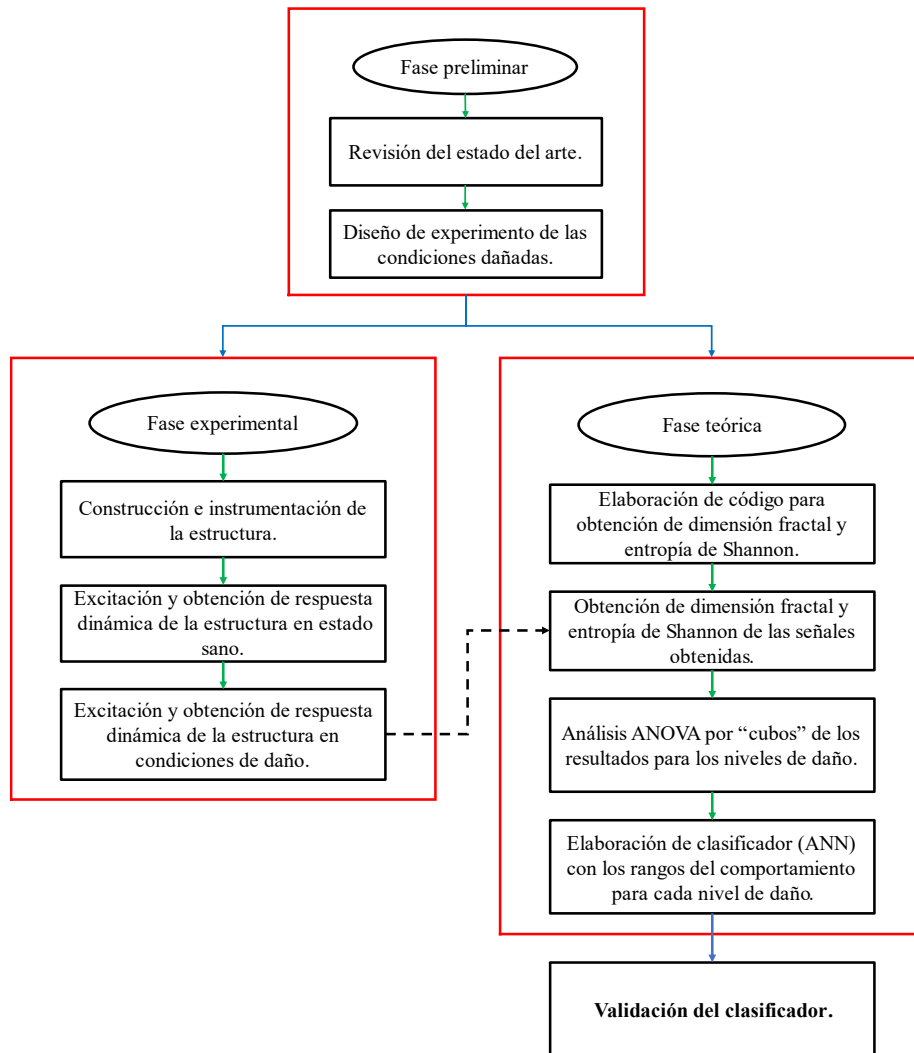 Fase preliminar
Revisión del estado del arte.
Diseño de experimento de las
condiciones dañadas.
Fase experimental
Construcción e instrumentación de
la estructura.
Excitación y obtención de respuesta
dinámica de la estructura en estado
sano.
Excitación y obtención de respuesta
dinámica de la estructura en
condiciones de daño.
Fase teórica
Elaboración de código para
obtención de dimensión fractal y
entropía de Shannon.
Obtención de dimensión fractal y
entropía de Shannon de las señales
obtenidas.
Análisis ANOVA por “cubos” de los
resultados para los niveles de daño.
Elaboración de clasificador (ANN)
con los rangos del comportamiento
para cada nivel de daño.
Validación del clasificador.